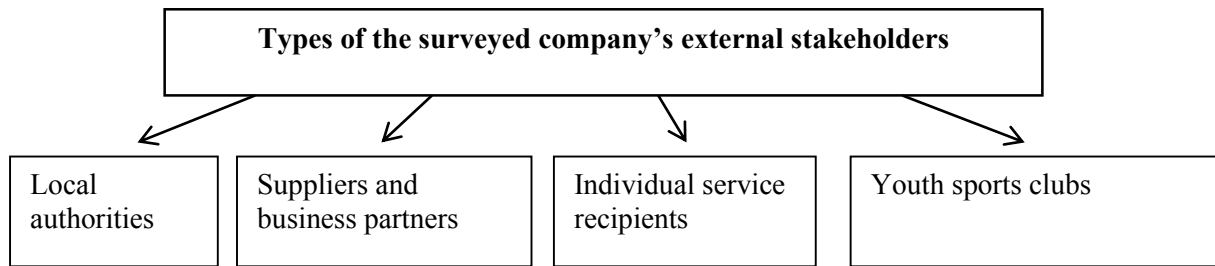 Types of the surveyed company’s external stakeholders
Local
authorities
Suppliers and
business partners
Individual service
recipients
Youth sports clubs